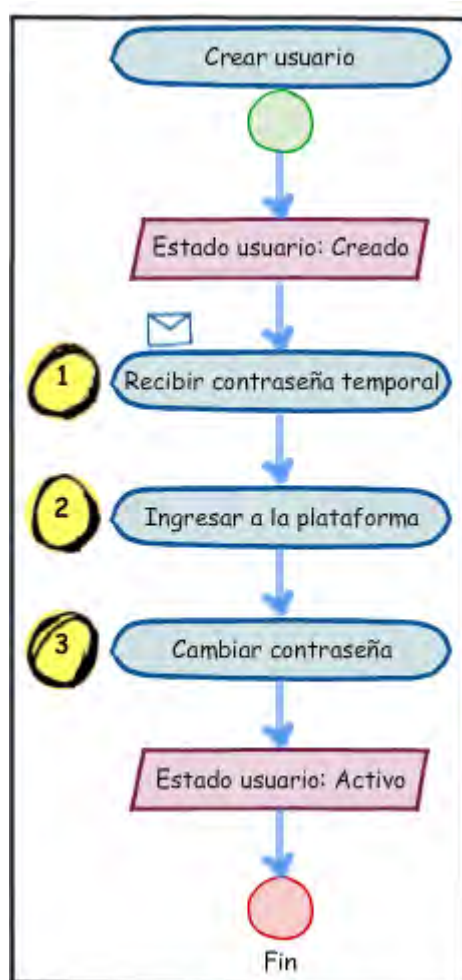 Crear usuario
Estado usuario: Creado
1
Recibir contraseña temporal
2
Ingresar a la plataforma
3
Cambiar contraseña
Estado usuario: Activo
Fin